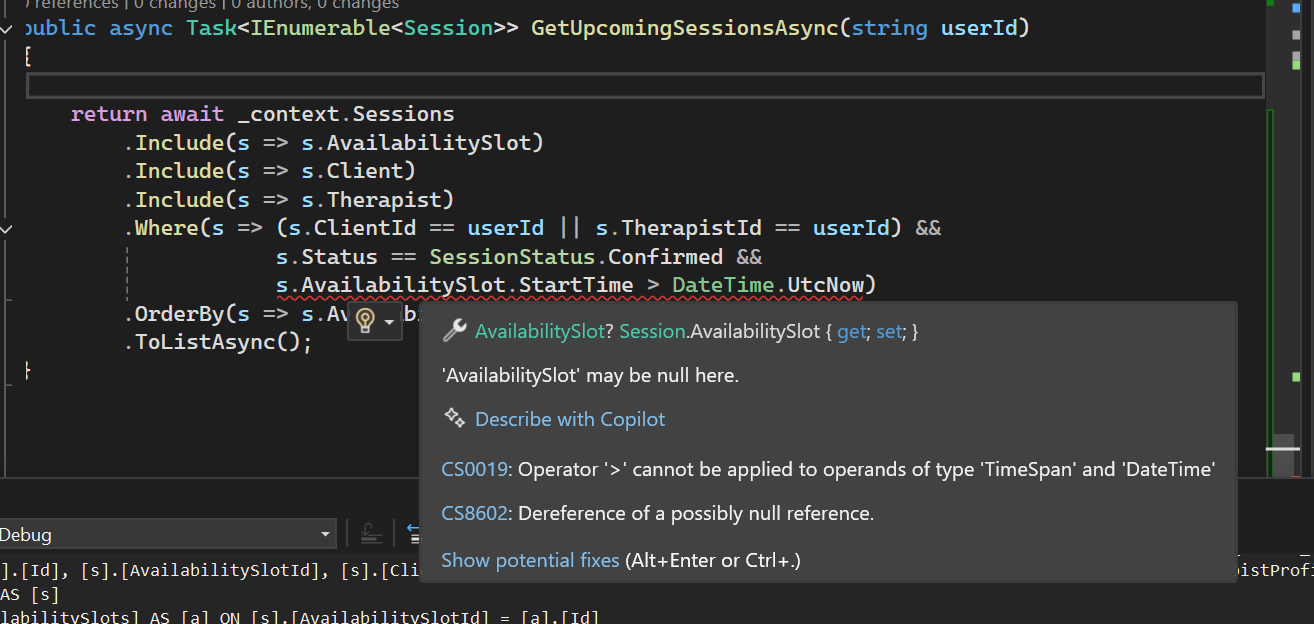 references | 0 changes | 0 authors, 0 changes
public async Task<IEnumerable<Session>> GetUpcomingSessionsAsync(string userId)
{
return await _context.Sessions
.Include(s => s.AvailabilitySlot)
.Include(s => s.Client)
.Include(s => s.Therapist)
.Where(s => (s.ClientId == userId || s.TherapistId == userId) &&
s.Status == SessionStatus.Confirmed &&
s.AvailabilitySlot.StartTime > DateTime.UtcNow)
.OrderBy(s => s.Av
.ToListAsync();
}
AvailabilitySlot? Session.AvailabilitySlot { get; set; }
'AvailabilitySlot' may be null here.
Describe with Copilot
CS0019: Operator '>' cannot be applied to operands of type 'TimeSpan' and 'DateTime'
CS8602: Dereference of a possibly null reference.
Show potential fixes (Alt+Enter or Ctrl+.)
Debug
].[Id], [s].[AvailabilitySlotId], [s].[Cli istProfi
AS [s]
labilitySlots] AS [a] ON [s].[AvailabilitySlotId] = [a].[Id]